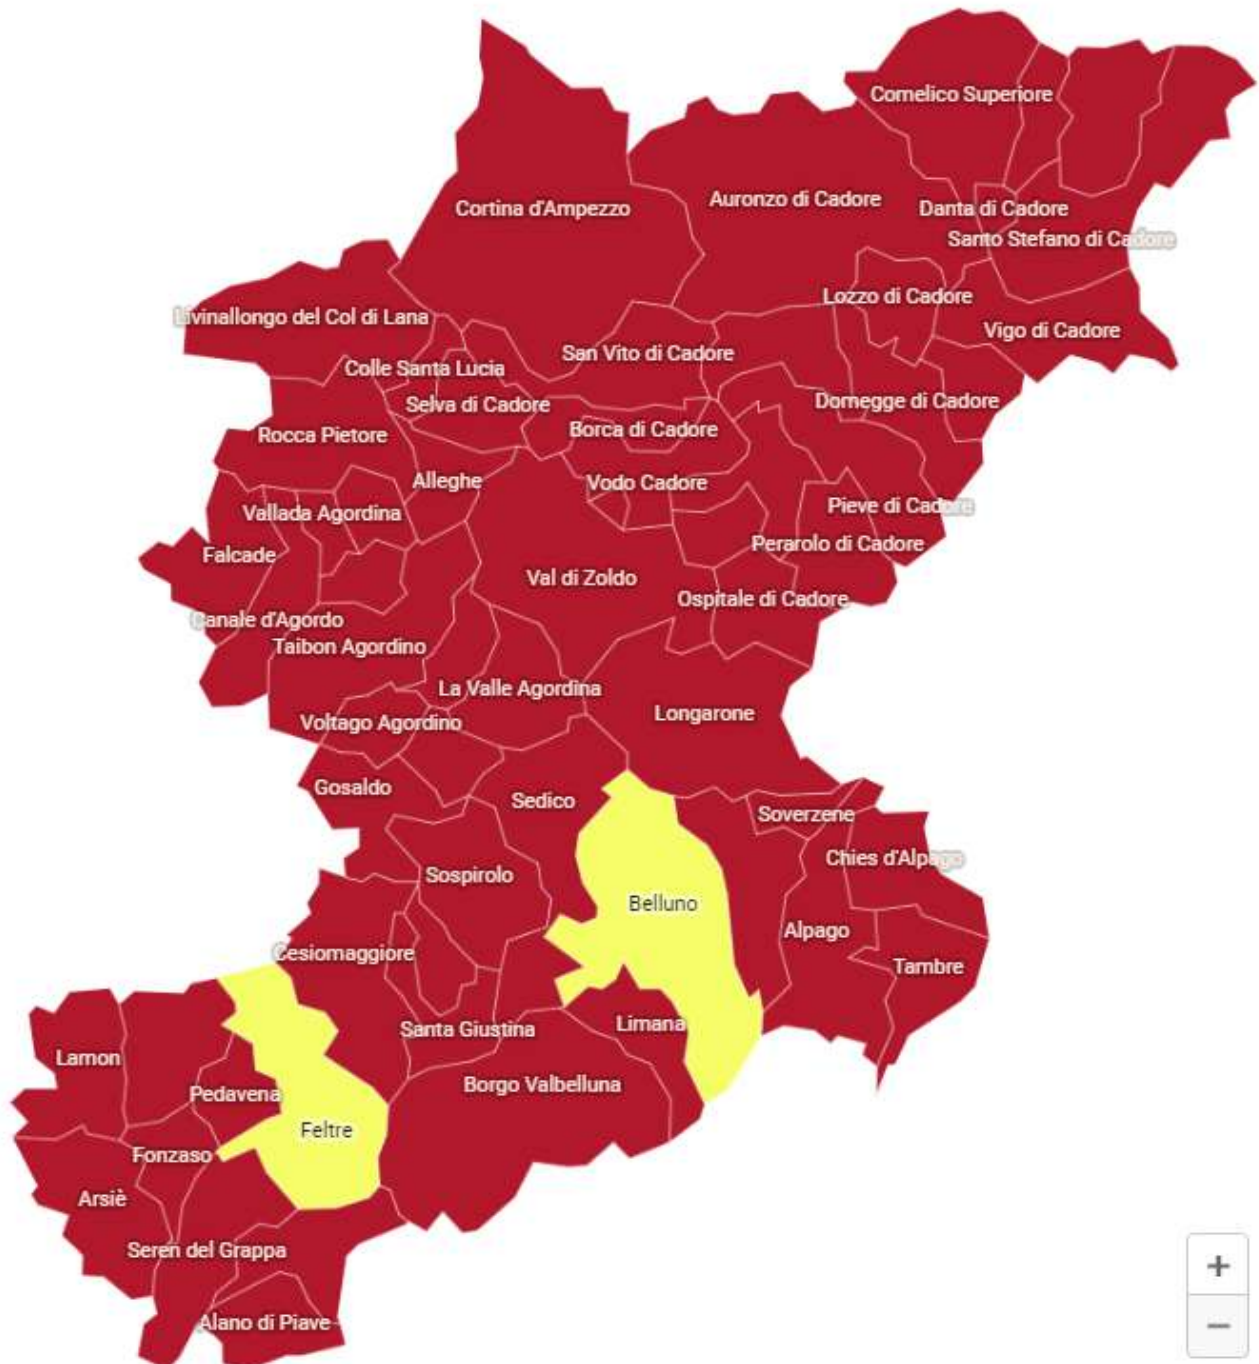 Comelico Superiore
Cortina d'Ampezzo
Auronzo di Cadore
Danta di Cadore
Santo Stefano di Cadore
Lozzo di Cadore
Livinallongo del Col di Lana
Vigo di Cadore
San Vito di Cadore
Colle Santa Lucia
Selva di Cadore
Domegge di Cadore
Borca di Cadore
Rocca Pietore
Alleghe
Vodo Cadore
Pieve di Cadore
Vallada Agordina
Perarolo di Cadore
Falcade
Val di Zoldo
Ospitale di Cadore
Canale d'Agordo
Taibon Agordino
La Valle Agordina
Longarone
Voltago Agordino
Gosaldo
Sedico
Soverzene
Chies d'Alpago
Sospirolo
Belluno
Alpago
Cesiomaggiore
Tambre
Limana
Santa Giustina
Lamon
Borgo Valbelluna
Pedavena
Feltre
Fonzaso
Arsiè
Seren del Grappa
+
Alano di Piave
−